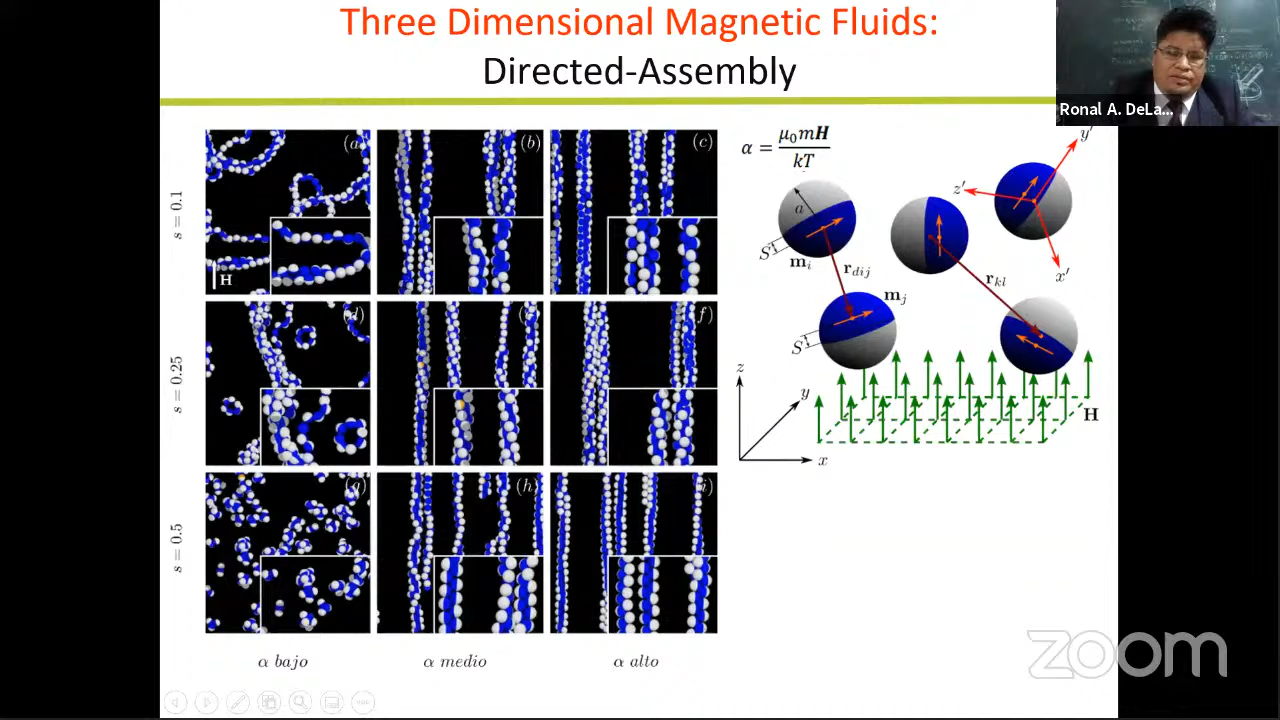 Three Dimensional Magnetic Fluids:
Directed-Assembly
Ronal A. DeLa...
s = 0.1
(a)
(b)
(c)
H
s = 0.25
(d)
f)
s = 0.5
(g)
(h)
i)
α bajo
α medio
α alto
α = μ₀mH / kT
a
S
mᵢ
r_dij
mⱼ
S
r_kl
y'
z'
x'
z
y
x
H
zoom